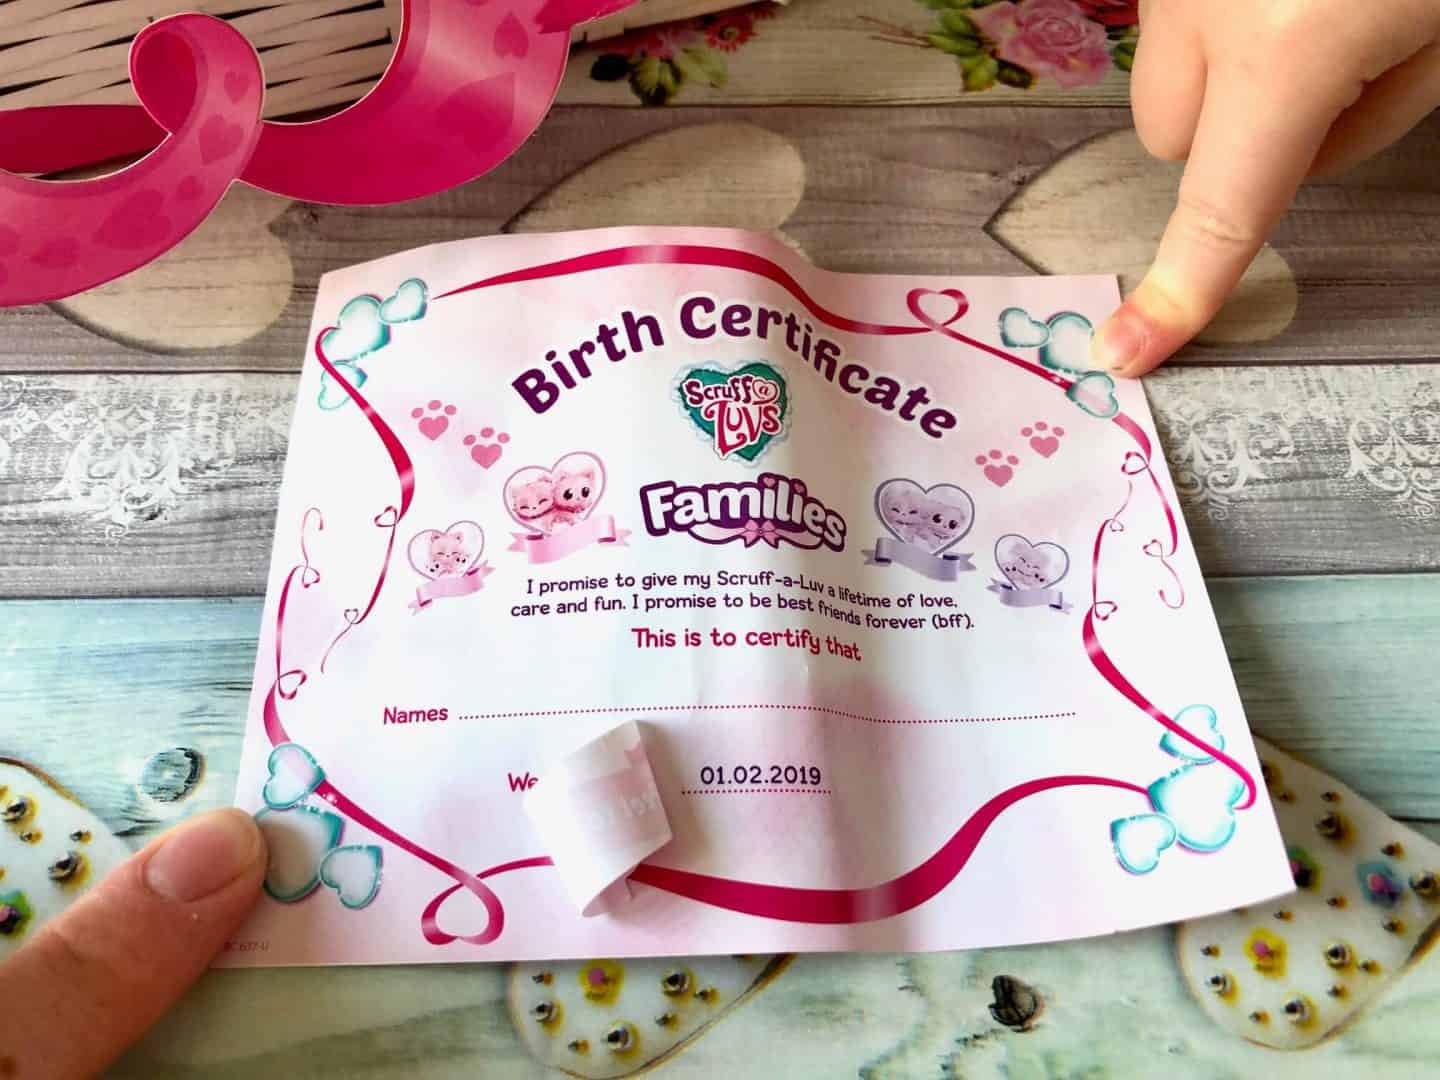 Birth Certificate
Scruff a
Luvs
Families
I promise to give my Scruff-a-Luv a lifetime of love,
care and fun. I promise to be best friends forever (bff).
This is to certify that
Names
We
01.02.2019